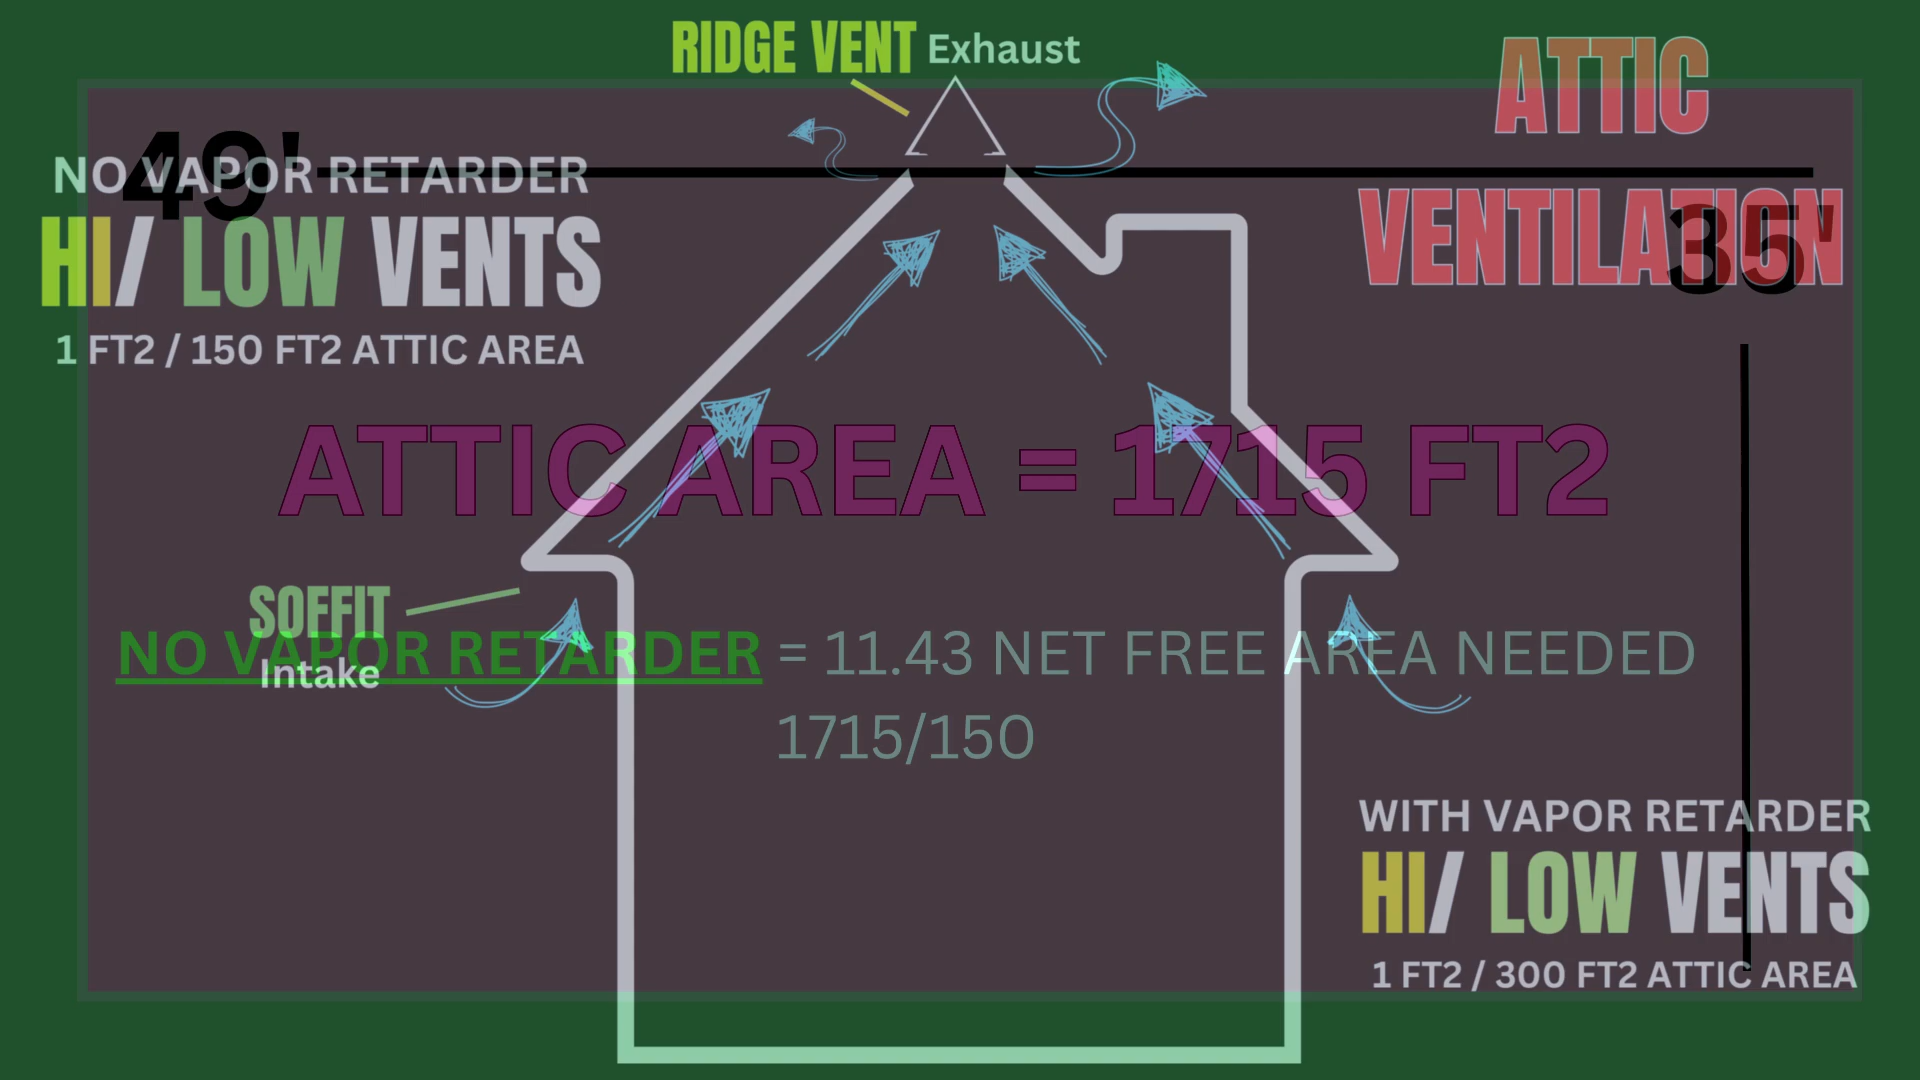 RIDGE VENT Exhaust
ATTIC
VENTILATION
49'
35'
NO VAPOR RETARDER
HI/ LOW VENTS
1 FT2 / 150 FT2 ATTIC AREA
ATTIC AREA = 1715 FT2
SOFFIT
Intake
NO VAPOR RETARDER = 11.43 NET FREE AREA NEEDED
1715/150
WITH VAPOR RETARDER
HI/ LOW VENTS
1 FT2 / 300 FT2 ATTIC AREA